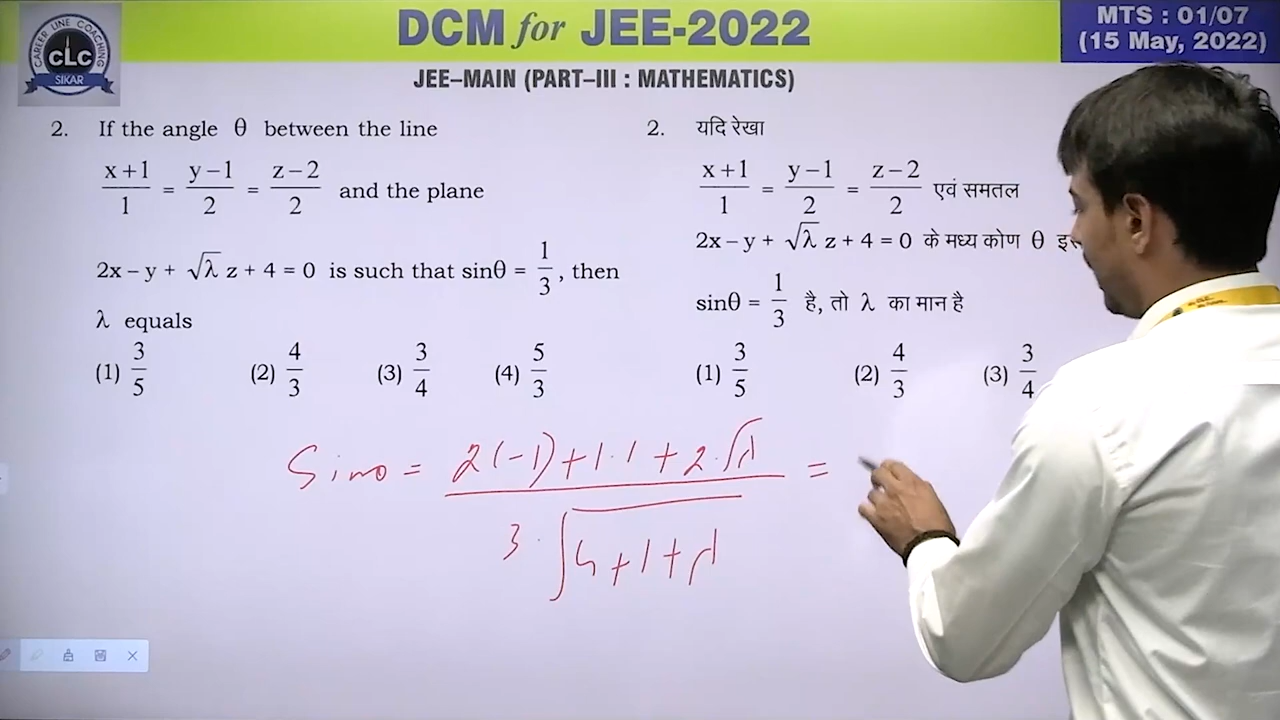 CAREER LINE COACHING
CLC
SIKAR
DCM for JEE-2022
MTS : 01/07
(15 May, 2022)
JEE–MAIN (PART–III : MATHEMATICS)
2. If the angle θ between the line
(x+1)/1 = (y–1)/2 = (z–2)/2 and the plane
2x – y + √λ z + 4 = 0 is such that sinθ = 1/3, then
λ equals
(1) 3/5 (2) 4/3 (3) 3/4 (4) 5/3
2. यदि रेखा
(x+1)/1 = (y–1)/2 = (z–2)/2 एवं समतल
2x – y + √λ z + 4 = 0 के मध्य कोण θ
sinθ = 1/3 है, तो λ का मान है
(1) 3/5 (2) 4/3 (3) 3/4
Sinθ = (2(-1)+1·1+2·√λ)/(3·√(4+1+λ)) =